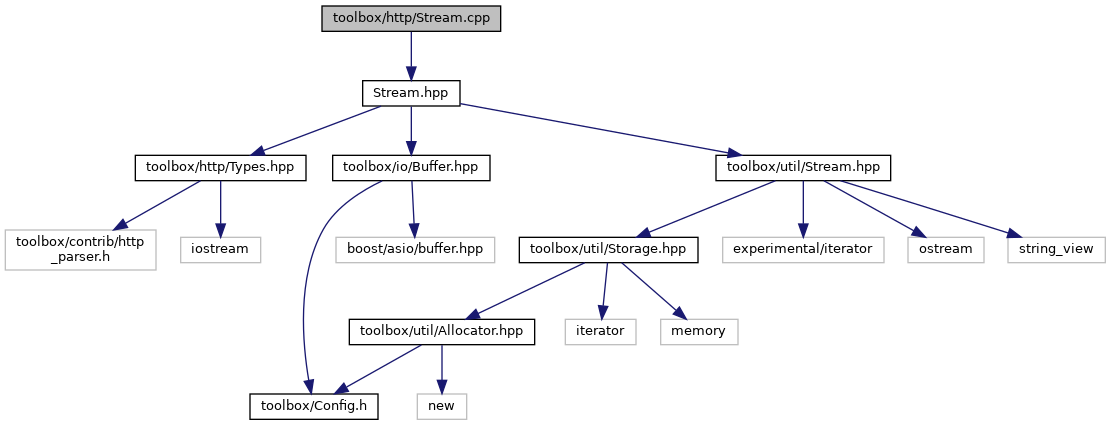 toolbox/http/Stream.cpp
Stream.hpp
toolbox/http/Types.hpp
toolbox/io/Buffer.hpp
toolbox/util/Stream.hpp
toolbox/contrib/http
_parser.h
iostream
boost/asio/buffer.hpp
toolbox/util/Storage.hpp
experimental/iterator
ostream
string_view
toolbox/util/Allocator.hpp
iterator
memory
toolbox/Config.h
new